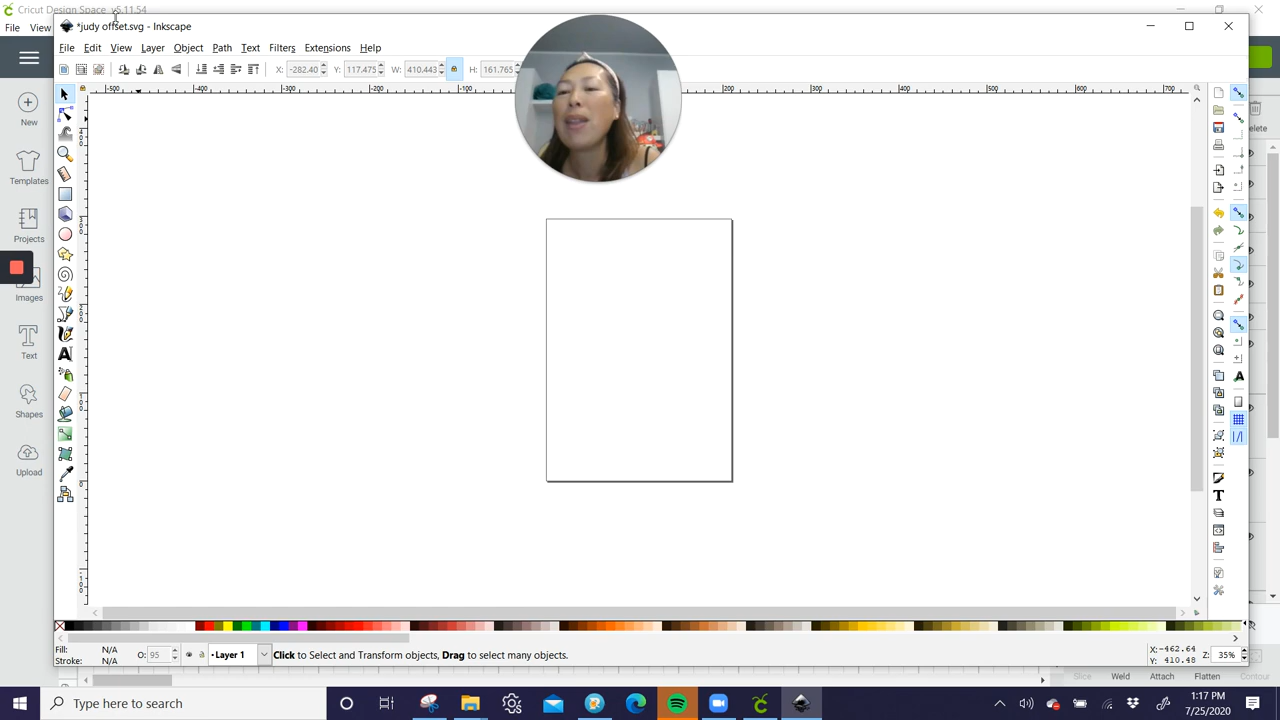 Cricut Design Space v5.11.54
File View
*judy offset.svg - Inkscape
File Edit View Layer Object Path Text Filters Extensions Help
X: -282.40 Y: 117.475 W: 410.443 H: 161.765
-500 -400 -300 -200 -100 200 300 400 500 600 700
New
Templates
Projects
Images
Text
Shapes
Upload
elete
Fill: N/A
Stroke: N/A
O: 95
Layer 1
Click to Select and Transform objects, Drag to select many objects.
X: -462.64
Y: 410.48
Z: 35%
Slice Weld Attach Flatten Contour
Type here to search
1:17 PM
7/25/2020